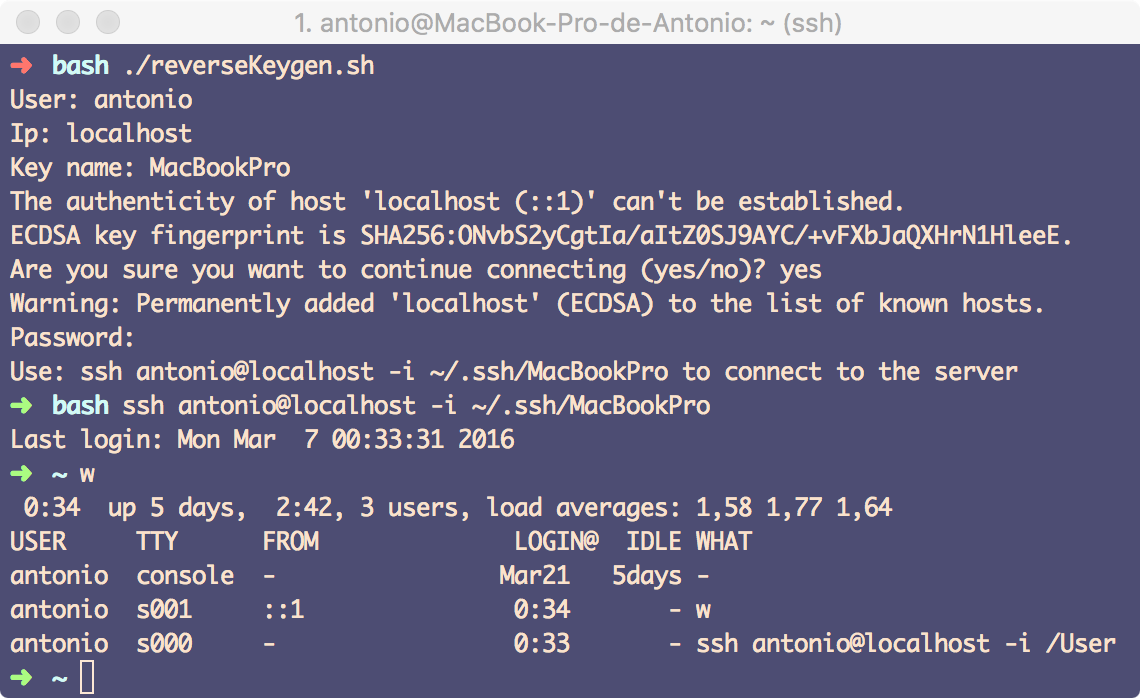 1. antonio@MacBook-Pro-de-Antonio: ~ (ssh)
➜ bash ./reverseKeygen.sh
User: antonio
Ip: localhost
Key name: MacBookPro
The authenticity of host 'localhost (::1)' can't be established.
ECDSA key fingerprint is SHA256:ONvbS2yCgtIa/aItZ0SJ9AYC/+vFXbJaQXHrN1HleeE.
Are you sure you want to continue connecting (yes/no)? yes
Warning: Permanently added 'localhost' (ECDSA) to the list of known hosts.
Password:
Use: ssh antonio@localhost -i ~/.ssh/MacBookPro to connect to the server
➜ bash ssh antonio@localhost -i ~/.ssh/MacBookPro
Last login: Mon Mar  7 00:33:31 2016
➜ ~ w
 0:34  up 5 days,  2:42, 3 users, load averages: 1,58 1,77 1,64
USER     TTY      FROM              LOGIN@  IDLE WHAT
antonio  console  -                Mar21   5days -
antonio  s001     ::1               0:34       - w
antonio  s000     -                 0:33       - ssh antonio@localhost -i /User
➜ ~